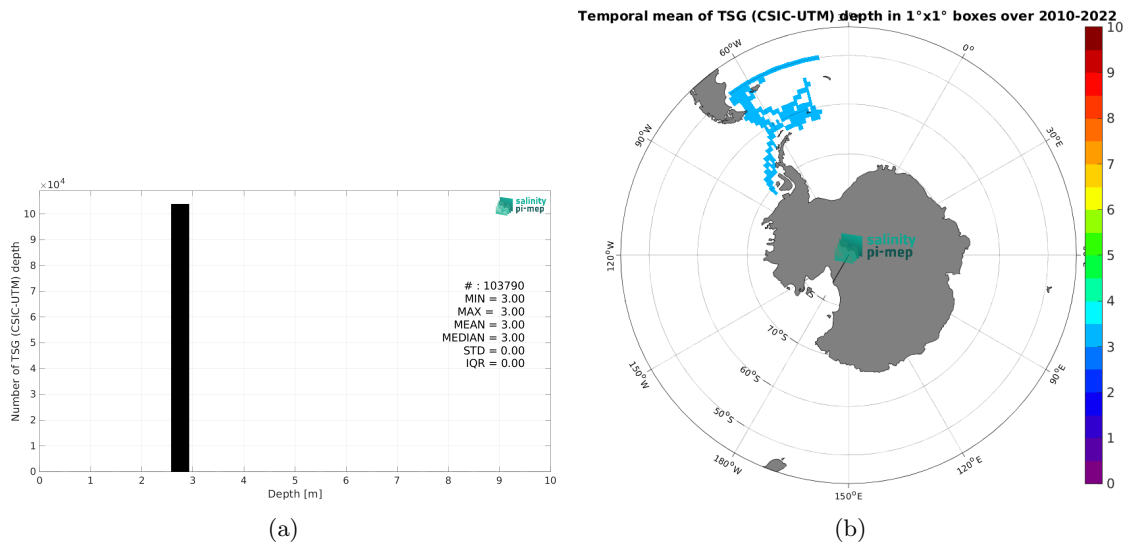 Temporal mean of TSG (CSIC-UTM) depth in 1°x1° boxes over 2010-2022
×10⁴
10
9
8
7
6
5
4
3
2
1
0
0 1 2 3 4 5 6 7 8 9 10
Number of TSG (CSIC-UTM) depth
Depth [m]
salinity
pi-mep
# : 103790
MIN = 3.00
MAX = 3.00
MEAN = 3.00
MEDIAN = 3.00
STD = 0.00
IQR = 0.00
(a)
60°W
0°
30°E
90°W
120°W
150°W
180°W
150°E
120°E
90°E
70°S
60°S
50°S
salinity
pi-mep
10
9
8
7
6
5
4
3
2
1
0
(b)